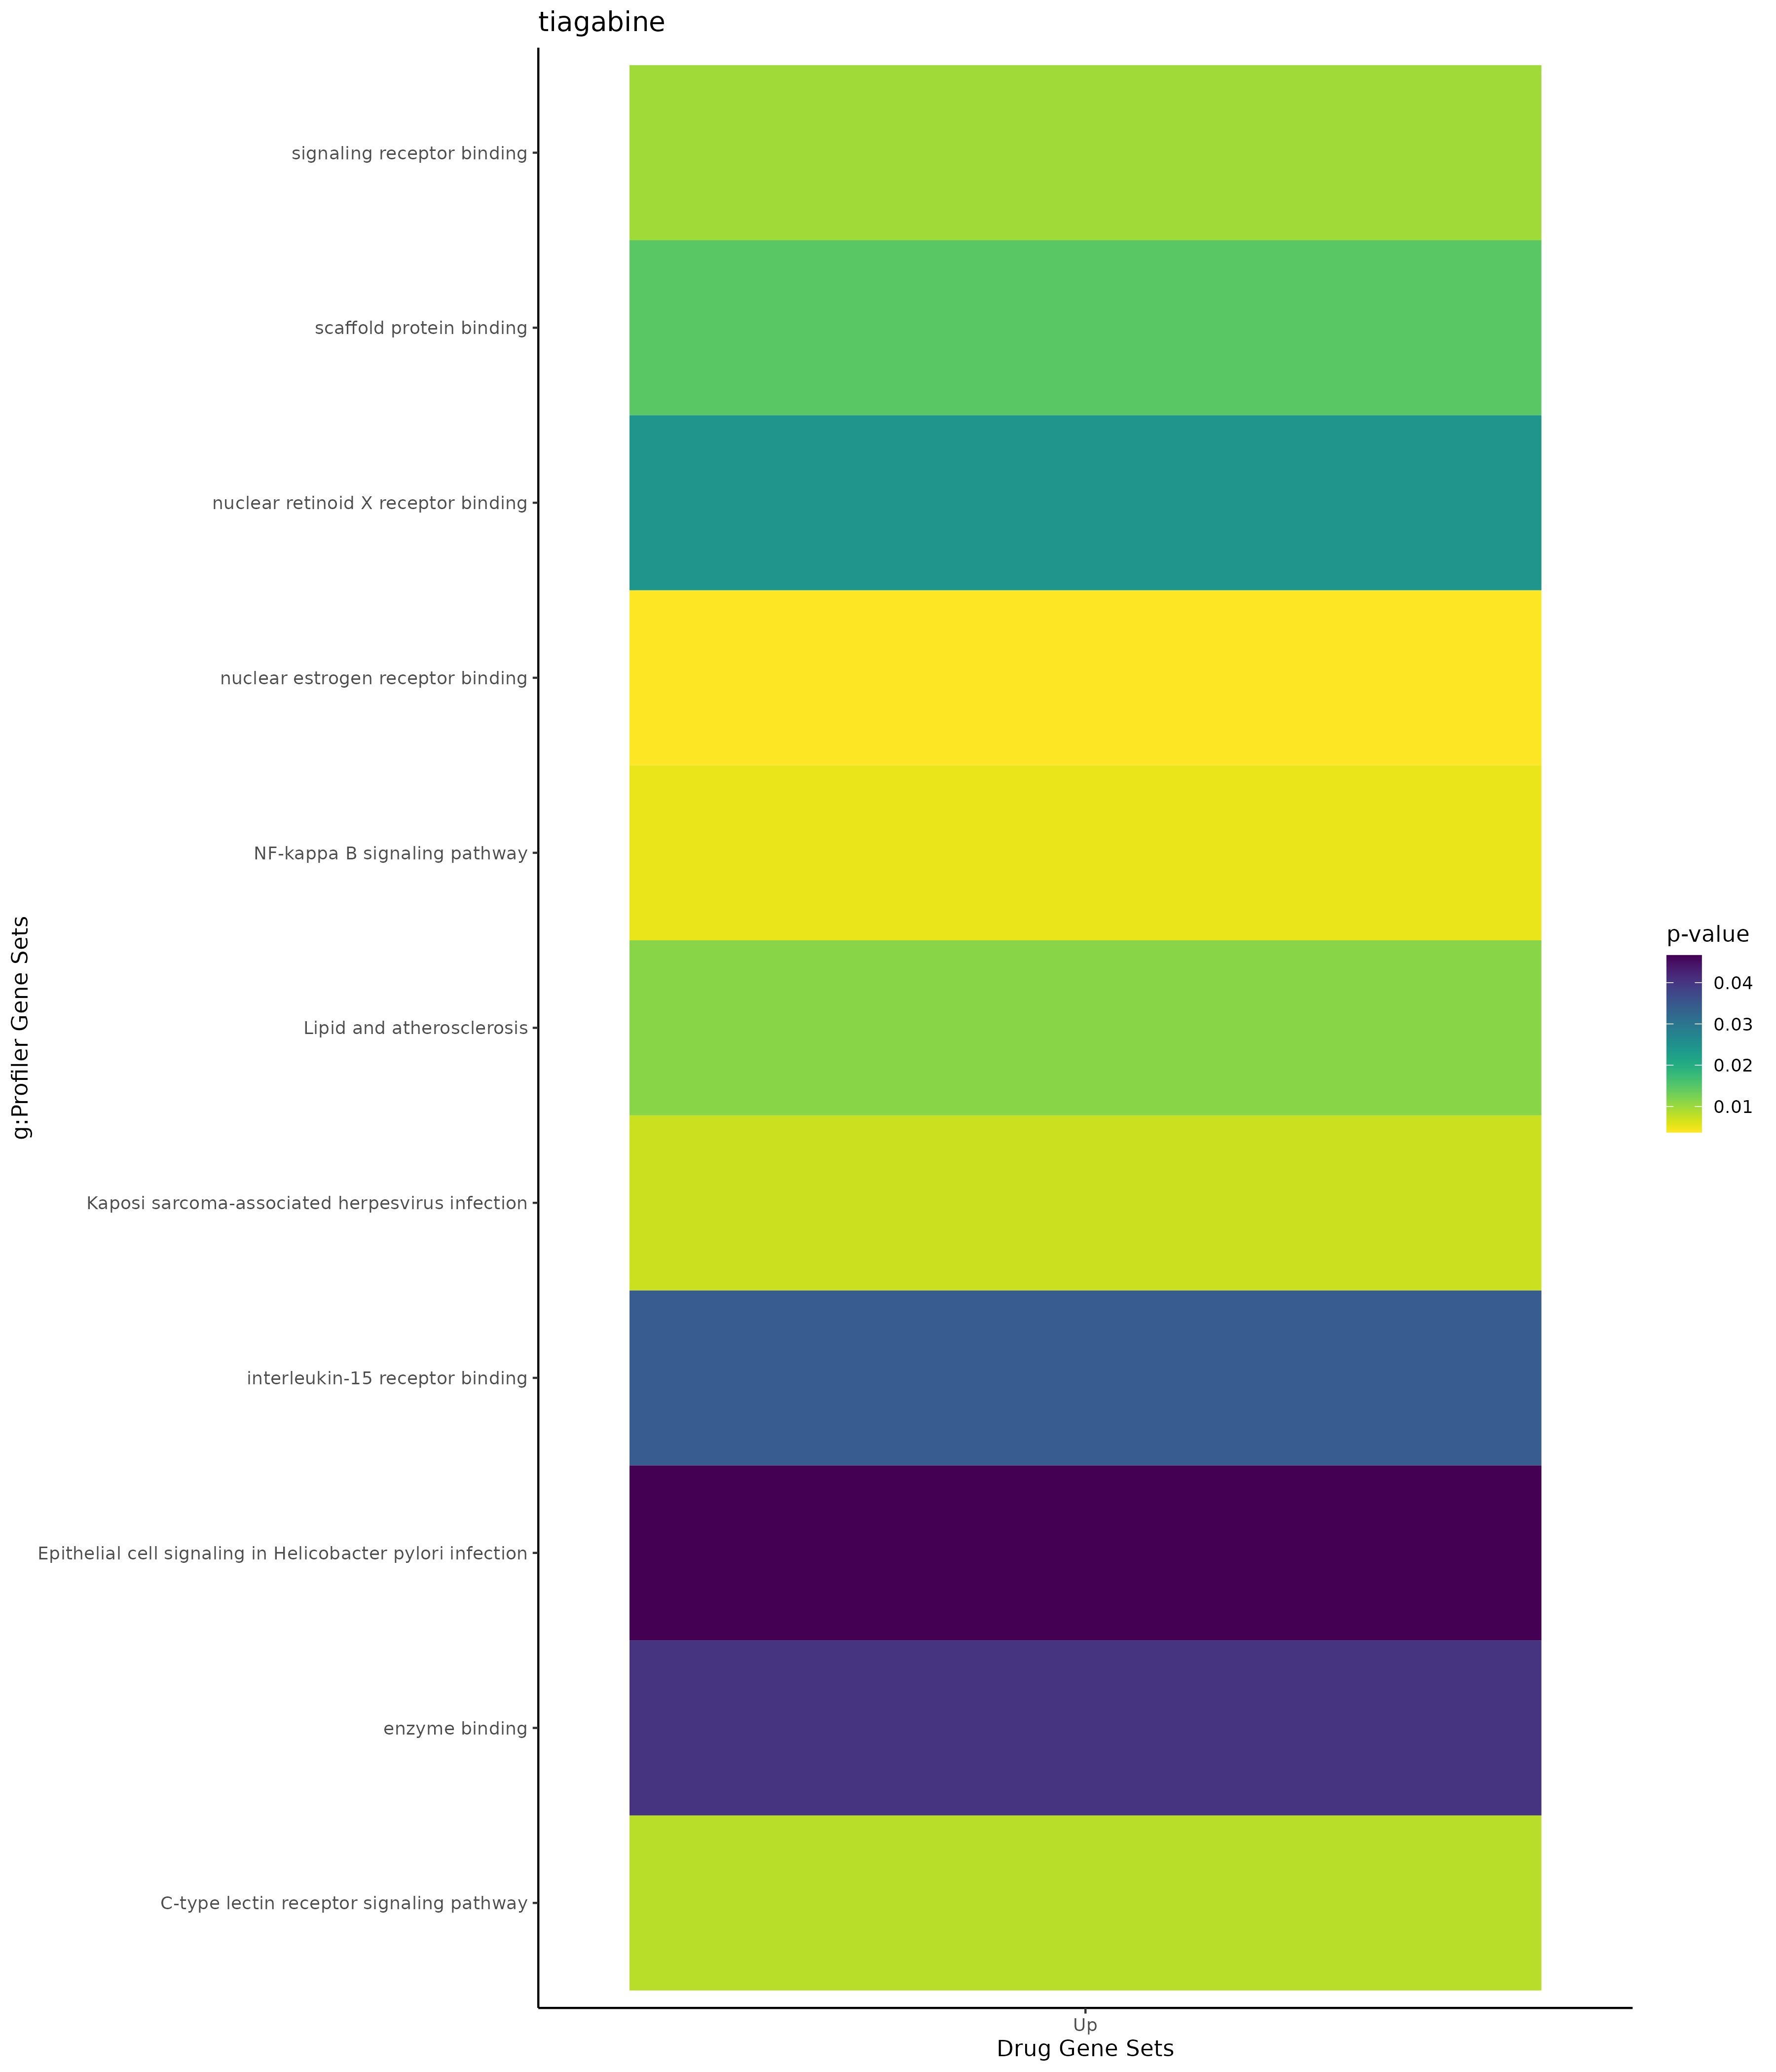 tiagabine
signaling receptor binding
scaffold protein binding
nuclear retinoid X receptor binding
nuclear estrogen receptor binding
NF-kappa B signaling pathway
Lipid and atherosclerosis
Kaposi sarcoma-associated herpesvirus infection
interleukin-15 receptor binding
Epithelial cell signaling in Helicobacter pylori infection
enzyme binding
C-type lectin receptor signaling pathway
g:Profiler Gene Sets
Up
Drug Gene Sets
p-value
0.04
0.03
0.02
0.01